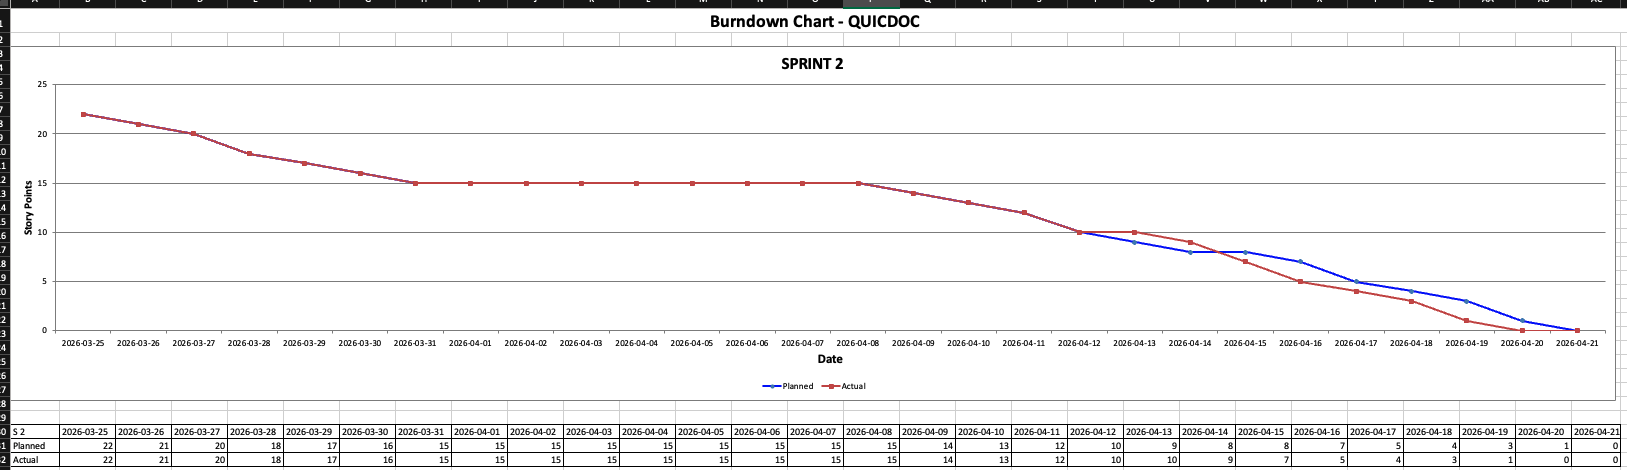 Burndown Chart - QUICDOC
SPRINT 2
25
20
15
10
5
0
Story Points
2026-03-25 2026-03-26 2026-03-27 2026-03-28 2026-03-29 2026-03-30 2026-03-31 2026-04-01 2026-04-02 2026-04-03 2026-04-04 2026-04-05 2026-04-06 2026-04-07 2026-04-08 2026-04-09 2026-04-10 2026-04-11 2026-04-12 2026-04-13 2026-04-14 2026-04-15 2026-04-16 2026-04-17 2026-04-18 2026-04-19 2026-04-20 2026-04-21
Date
Planned Actual
S 2 2026-03-25 2026-03-26 2026-03-27 2026-03-28 2026-03-29 2026-03-30 2026-03-31 2026-04-01 2026-04-02 2026-04-03 2026-04-04 2026-04-05 2026-04-06 2026-04-07 2026-04-08 2026-04-09 2026-04-10 2026-04-11 2026-04-12 2026-04-13 2026-04-14 2026-04-15 2026-04-16 2026-04-17 2026-04-18 2026-04-19 2026-04-20 2026-04-21
Planned 22 21 20 18 17 16 15 15 15 15 15 15 15 15 15 14 13 12 10 9 8 8 7 5 4 3 1 0
Actual 22 21 20 18 17 16 15 15 15 15 15 15 15 15 15 14 13 12 10 10 9 7 5 4 3 1 0 0